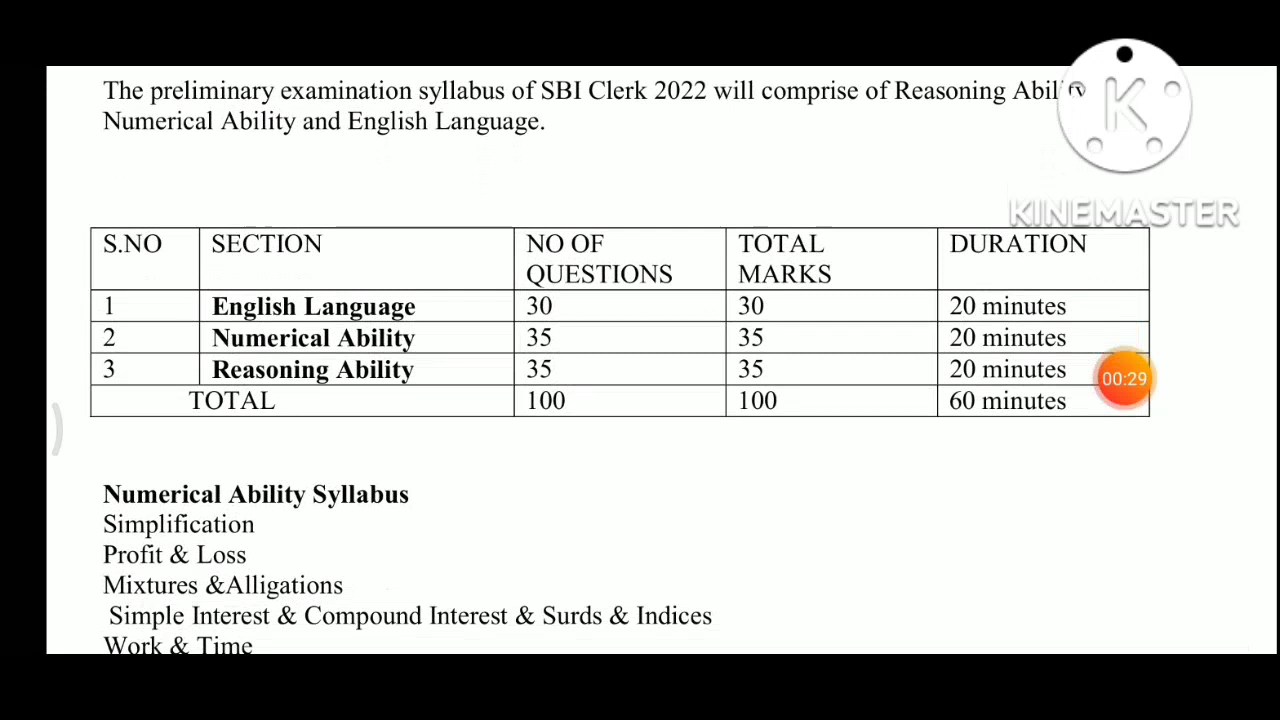 The preliminary examination syllabus of SBI Clerk 2022 will comprise of Reasoning Ability
Numerical Ability and English Language.
KINEMASTER
S.NO SECTION NO OF QUESTIONS TOTAL MARKS DURATION
1 English Language 30 30 20 minutes
2 Numerical Ability 35 35 20 minutes
3 Reasoning Ability 35 35 20 minutes
00:29
TOTAL 100 100 60 minutes
Numerical Ability Syllabus
Simplification
Profit & Loss
Mixtures &Alligations
Simple Interest & Compound Interest & Surds & Indices
Work & Time